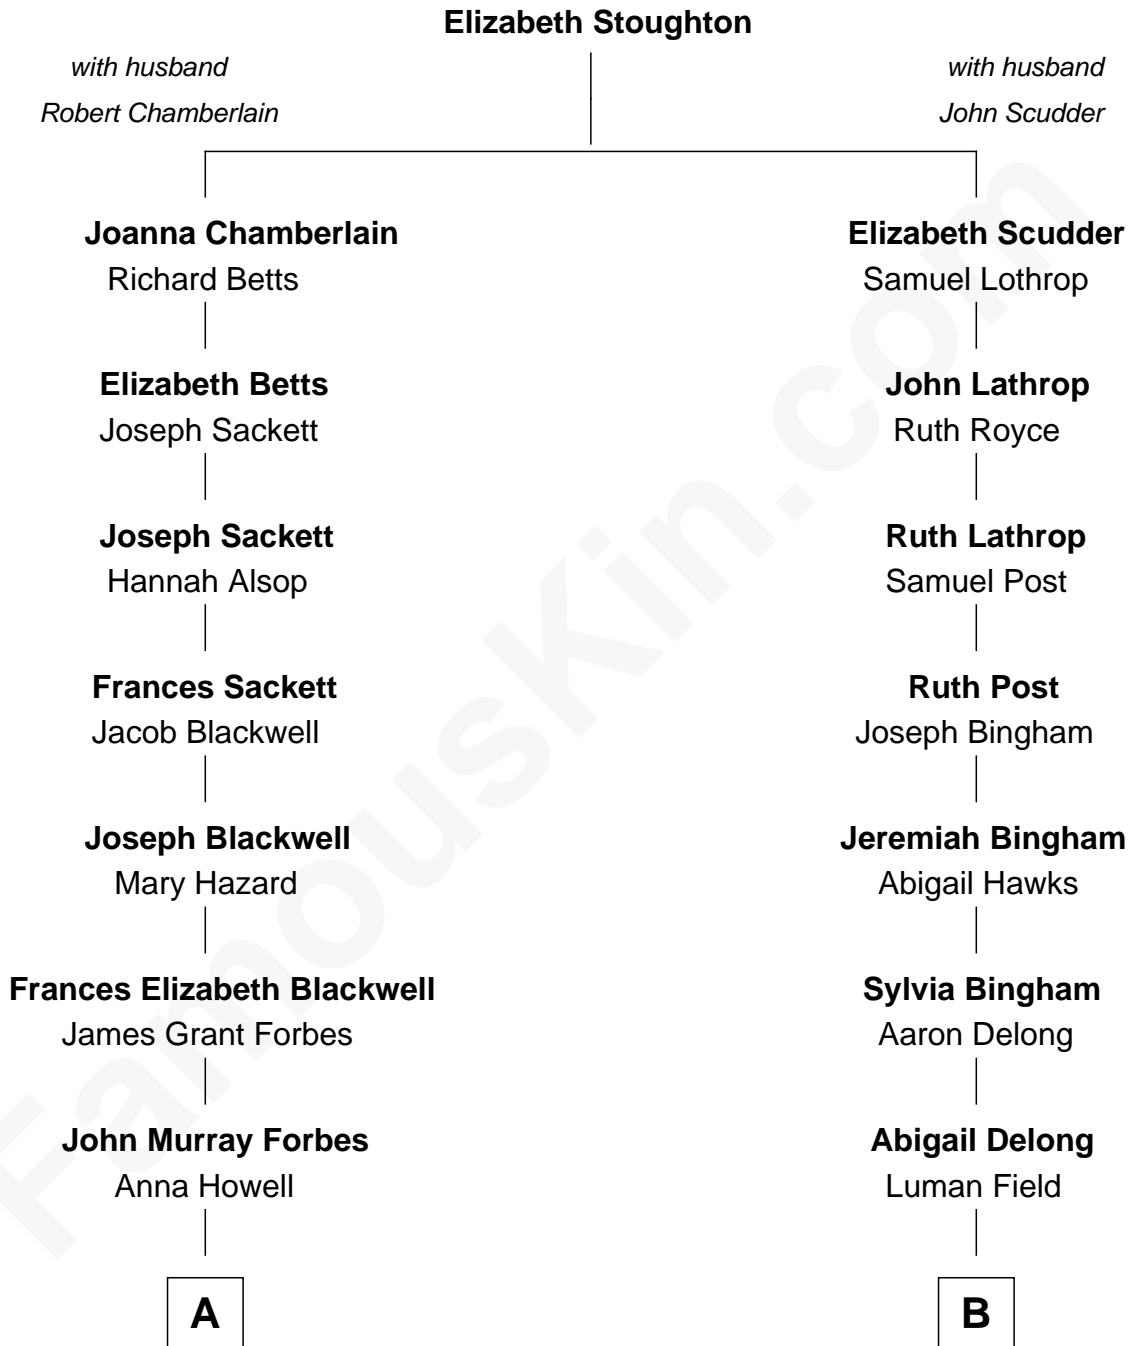 Elizabeth Stoughton
with husband
Robert Chamberlain
with husband
John Scudder
Joanna Chamberlain
Richard Betts
Elizabeth Scudder
Samuel Lothrop
Elizabeth Betts
Joseph Sackett
John Lathrop
Ruth Royce
Joseph Sackett
Hannah Alsop
Ruth Lathrop
Samuel Post
Frances Sackett
Jacob Blackwell
Ruth Post
Joseph Bingham
Joseph Blackwell
Mary Hazard
Jeremiah Bingham
Abigail Hawks
Frances Elizabeth Blackwell
James Grant Forbes
Sylvia Bingham
Aaron Delong
John Murray Forbes
Anna Howell
Abigail Delong
Luman Field
A
B
FamousKin.com